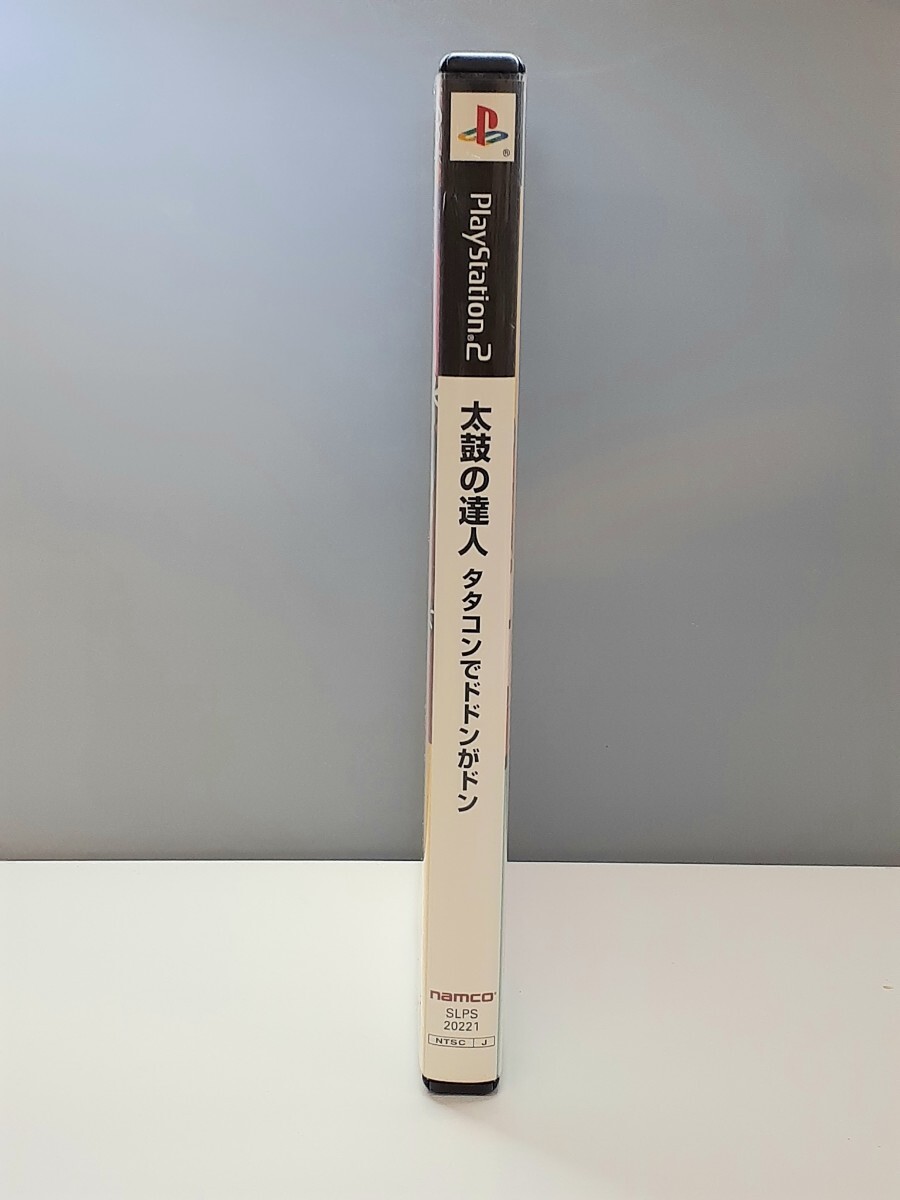 ®
PlayStation®2
太鼓の達人 タタコンでドドンがドン
namco®
SLPS
20221
NTSC J